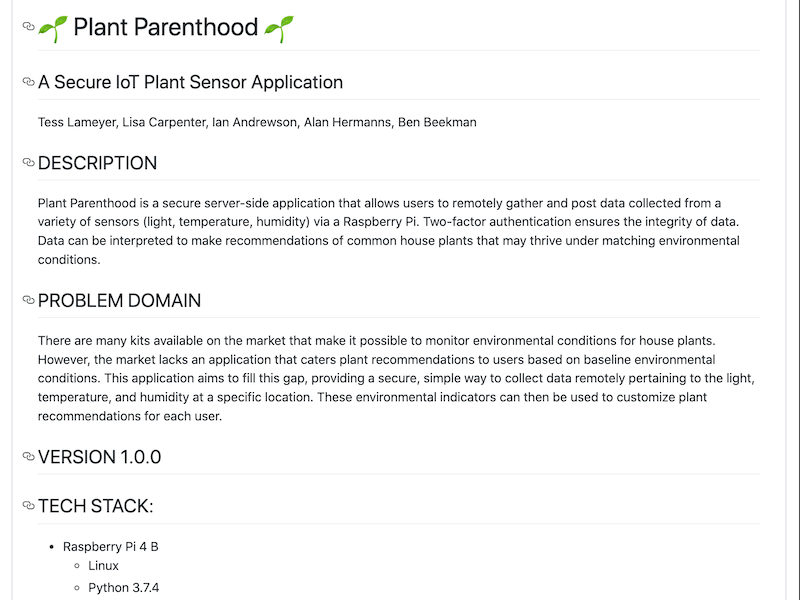 🌱 Plant Parenthood 🌱
A Secure IoT Plant Sensor Application
Tess Lameyer, Lisa Carpenter, Ian Andrewson, Alan Hermanns, Ben Beekman
DESCRIPTION
Plant Parenthood is a secure server-side application that allows users to remotely gather and post data collected from a
variety of sensors (light, temperature, humidity) via a Raspberry Pi. Two-factor authentication ensures the integrity of data.
Data can be interpreted to make recommendations of common house plants that may thrive under matching environmental
conditions.
PROBLEM DOMAIN
There are many kits available on the market that make it possible to monitor environmental conditions for house plants.
However, the market lacks an application that caters plant recommendations to users based on baseline environmental
conditions. This application aims to fill this gap, providing a secure, simple way to collect data remotely pertaining to the light,
temperature, and humidity at a specific location. These environmental indicators can then be used to customize plant
recommendations for each user.
VERSION 1.0.0
TECH STACK:
• Raspberry Pi 4 B
◦ Linux
◦ Python 3.7.4